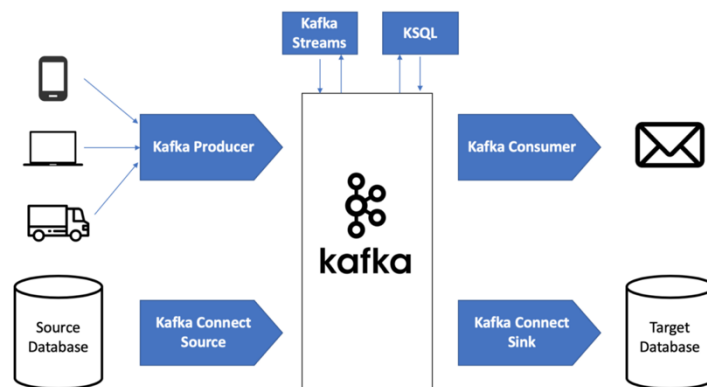 Kafka
Streams
KSQL
Kafka Producer
Kafka Consumer
kafka
Source
Database
Kafka Connect
Source
Kafka Connect
Sink
Target
Database